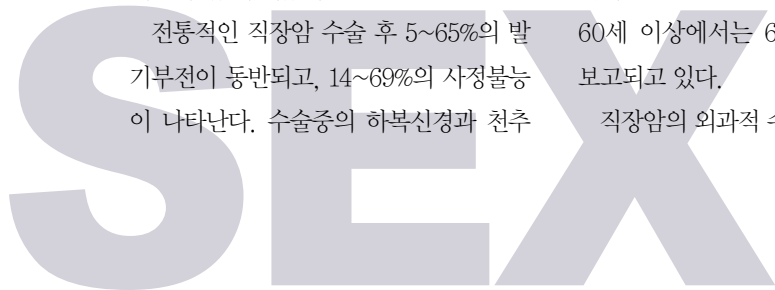 전통적인 직장암 수술 후 5~65%의 발
기부전이 동반되고, 14~69%의 사정불능
이 나타난다. 수술중의 하복신경과 천추
60세 이상에서는 6
보고되고 있다.
직장암의 외과적 수
SEX